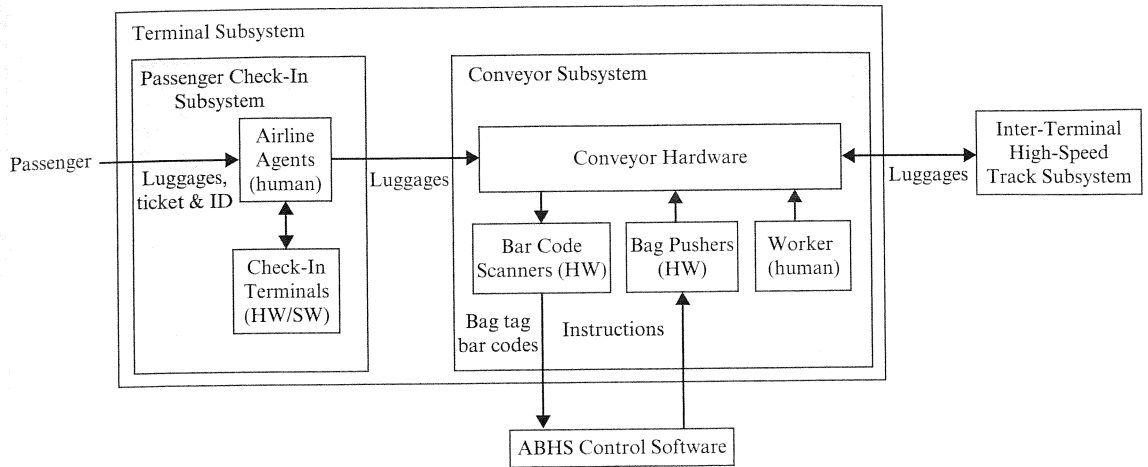 Terminal Subsystem
Passenger Check-In
Subsystem
Conveyor Subsystem
Airline
Agents
(human)
Passenger
Luggages,
ticket & ID
Luggages
Conveyor Hardware
Luggages
Inter-Terminal
High-Speed
Track Subsystem
Check-In
Terminals
(HW/SW)
Bar Code
Scanners (HW)
Bag Pushers
(HW)
Worker
(human)
Bag tag
bar codes
Instructions
ABHS Control Software